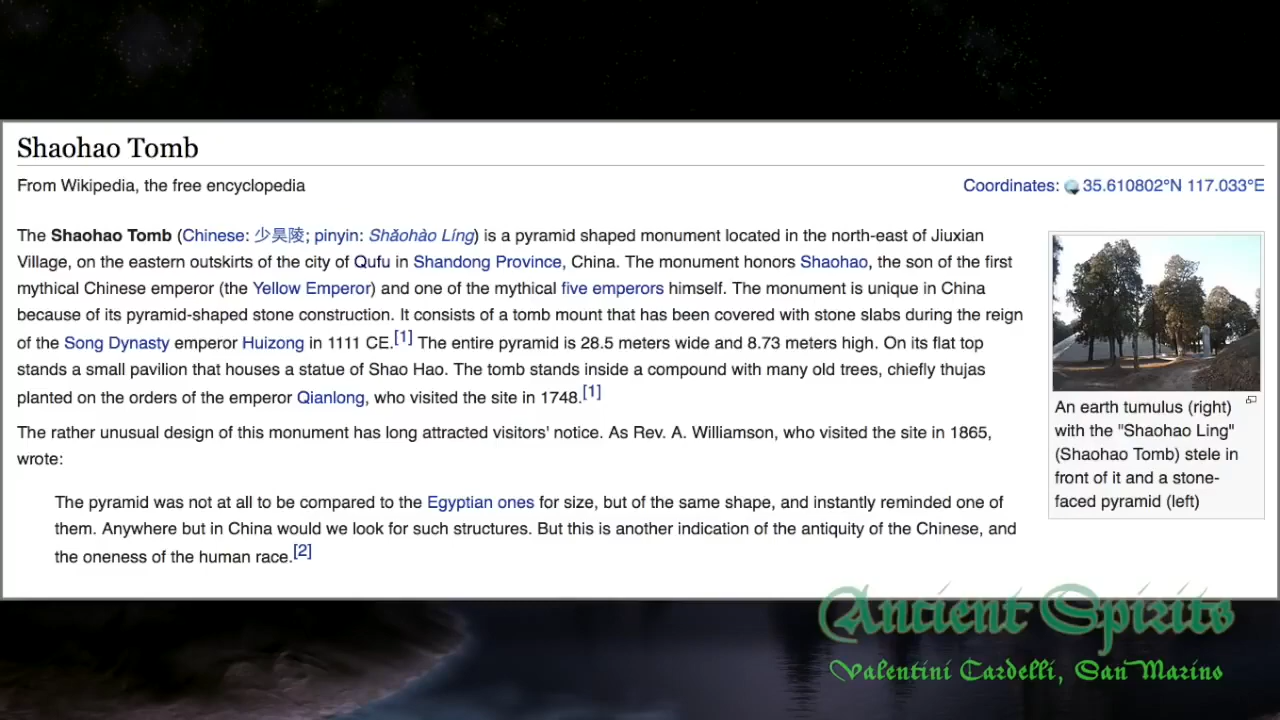 Shaohao Tomb
From Wikipedia, the free encyclopedia
Coordinates: 35.610802°N 117.033°E
The Shaohao Tomb (Chinese: 少昊陵; pinyin: Shǎohào Líng) is a pyramid shaped monument located in the north-east of Jiuxian
Village, on the eastern outskirts of the city of Qufu in Shandong Province, China. The monument honors Shaohao, the son of the first
mythical Chinese emperor (the Yellow Emperor) and one of the mythical five emperors himself. The monument is unique in China
because of its pyramid-shaped stone construction. It consists of a tomb mount that has been covered with stone slabs during the reign
of the Song Dynasty emperor Huizong in 1111 CE.[1] The entire pyramid is 28.5 meters wide and 8.73 meters high. On its flat top
stands a small pavilion that houses a statue of Shao Hao. The tomb stands inside a compound with many old trees, chiefly thujas
planted on the orders of the emperor Qianlong, who visited the site in 1748.[1]
The rather unusual design of this monument has long attracted visitors' notice. As Rev. A. Williamson, who visited the site in 1865,
wrote:
The pyramid was not at all to be compared to the Egyptian ones for size, but of the same shape, and instantly reminded one of
them. Anywhere but in China would we look for such structures. But this is another indication of the antiquity of the Chinese, and
the oneness of the human race.[2]
An earth tumulus (right)
with the "Shaohao Ling"
(Shaohao Tomb) stele in
front of it and a stone-
faced pyramid (left)
Ancient Spirits
Valentini Cardelli, San Marino